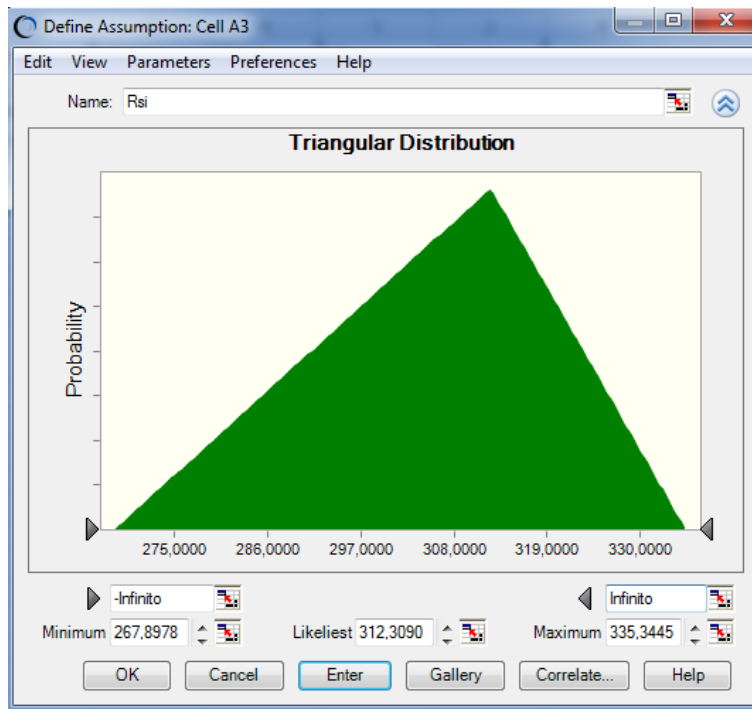 Define Assumption: Cell A3
Edit View Parameters Preferences Help
Name: Rsi
Triangular Distribution
Probability
275,0000 286,0000 297,0000 308,0000 319,0000 330,0000
-Infinito Infinito
Minimum 267,8978 Likeliest 312,3090 Maximum 335,3445
OK Cancel Enter Gallery Correlate... Help